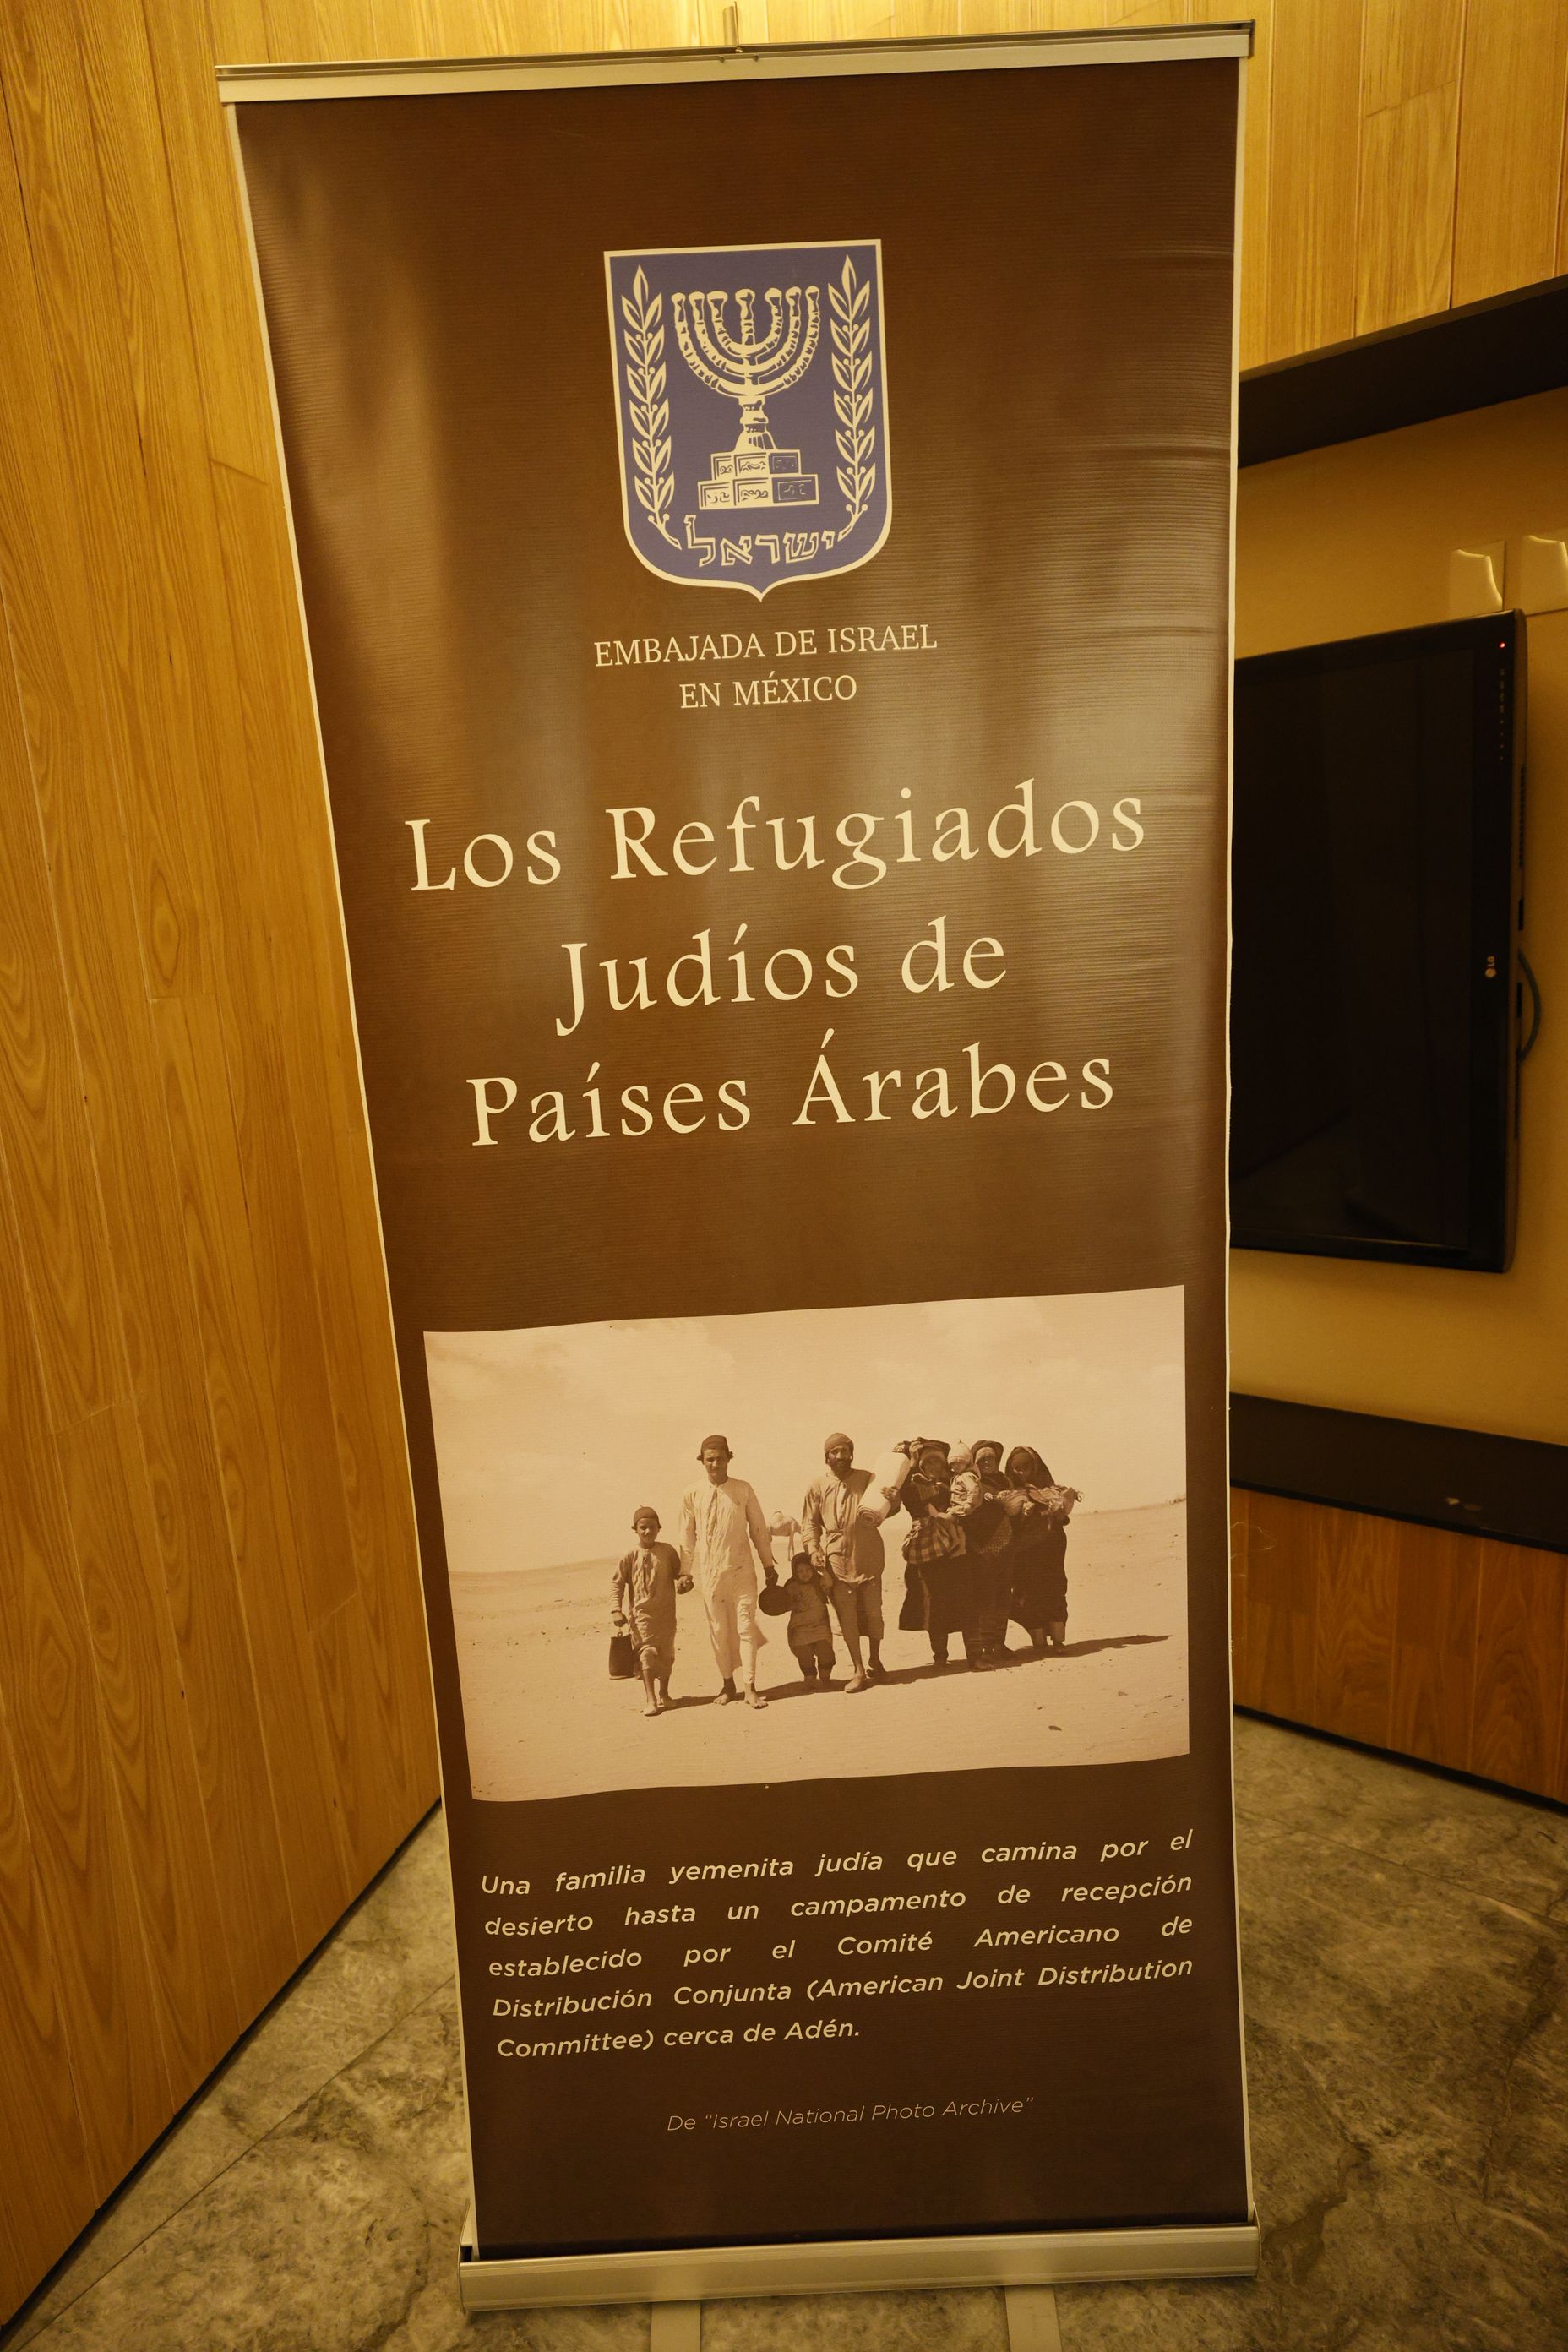 ישראל
EMBAJADA DE ISRAEL
EN MÉXICO
Los Refugiados
Judíos de
Países Árabes
Una familia yemenita judía que camina por el
desierto hasta un campamento de recepción
establecido por el Comité Americano de
Distribución Conjunta (American Joint Distribution
Committee) cerca de Adén.
De “Israel National Photo Archive”
LG